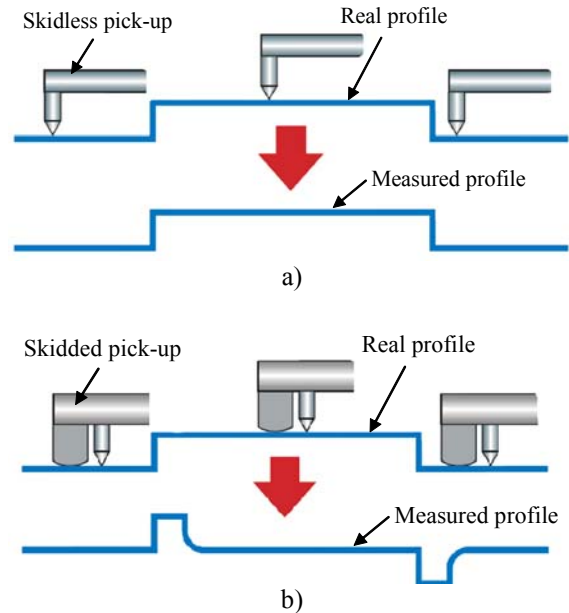 Skidless pick-up
Real profile
Measured profile
a)
Skidded pick-up
Real profile
Measured profile
b)